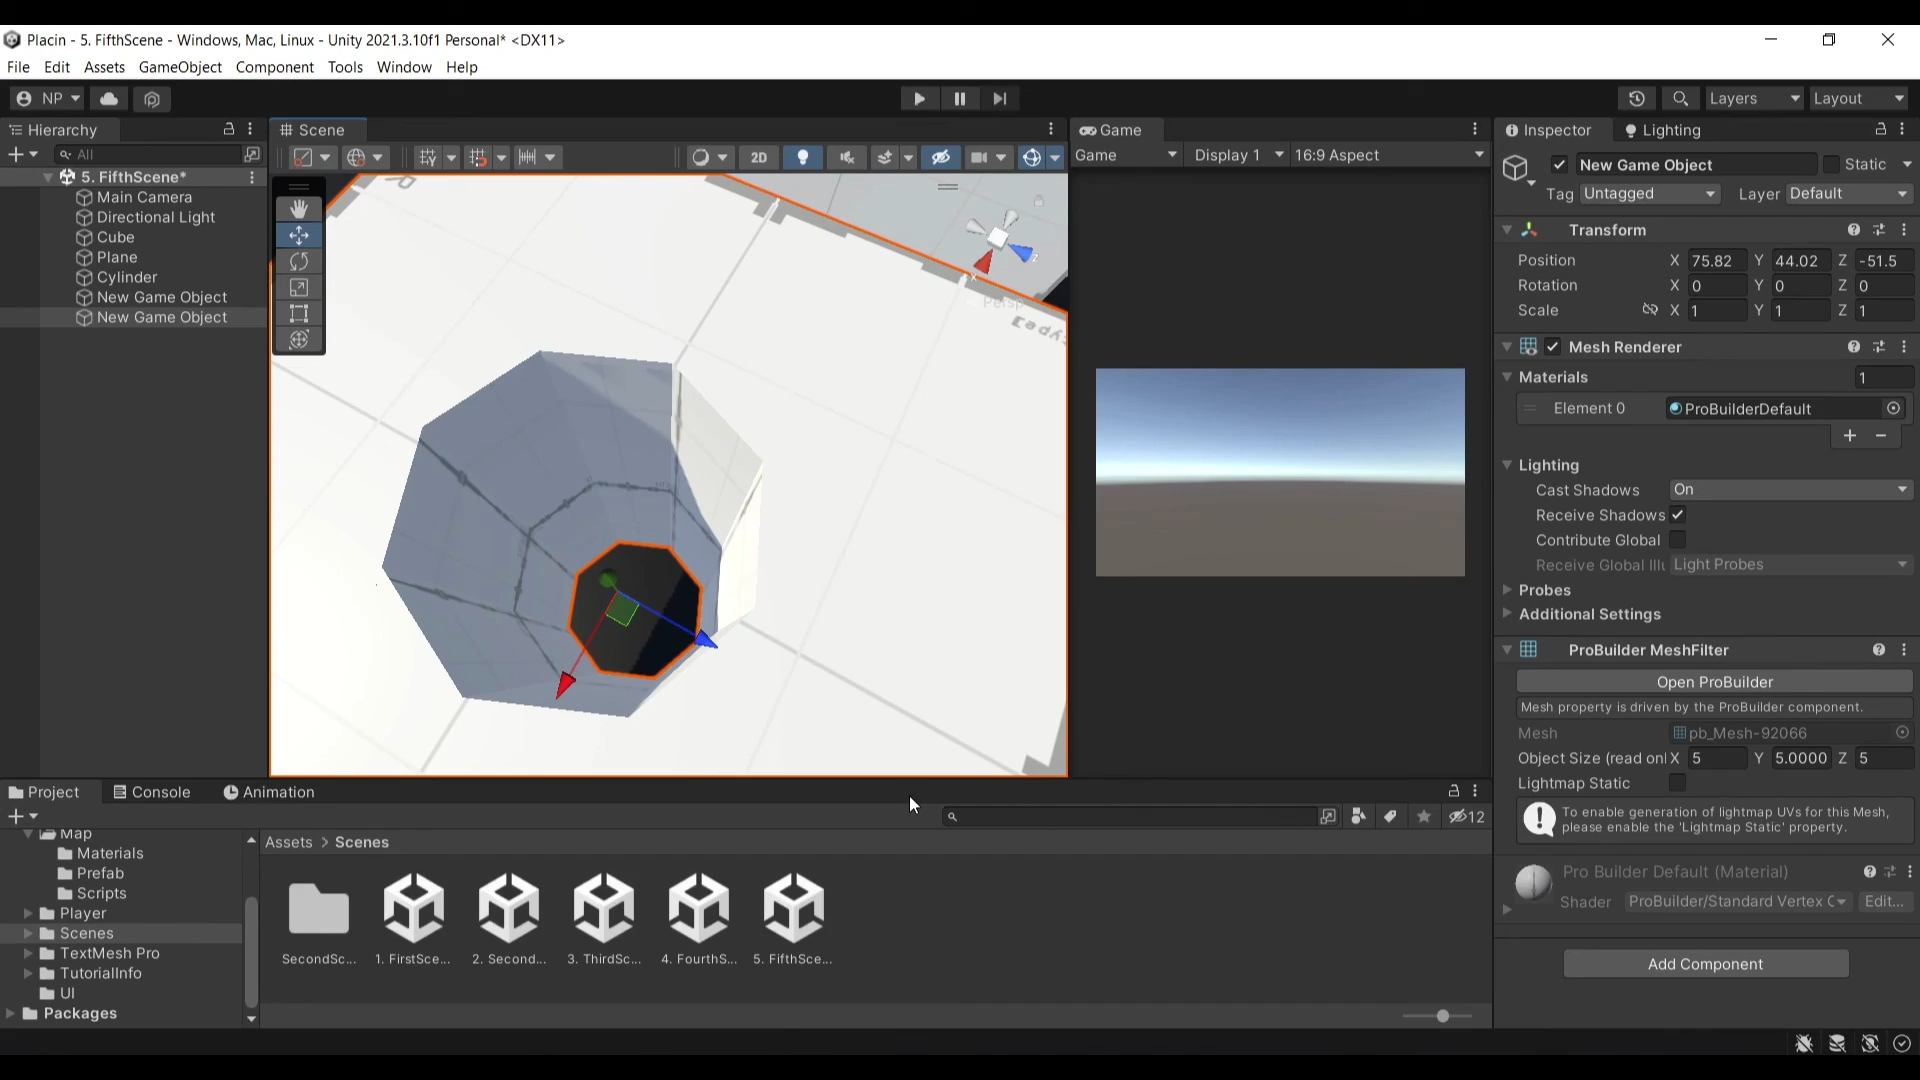 Placin - 5. FifthScene - Windows, Mac, Linux - Unity 2021.3.10f1 Personal* <DX11>
File Edit Assets GameObject Component Tools Window Help
NP Layers Layout
Hierarchy Scene Game Inspector Lighting
All 2D Game Display 1 16:9 Aspect
5. FifthScene*
Main Camera
Directional Light
Cube
Plane
Cylinder
New Game Object
New Game Object
x z
Persp
New Game Object Static
Tag Untagged Layer Default
Transform
Position X 75.82 Y 44.02 Z -51.5
Rotation X 0 Y 0 Z 0
Scale X 1 Y 1 Z 1
Mesh Renderer
Materials 1
Element 0 ProBuilderDefault
Lighting
Cast Shadows On
Receive Shadows
Contribute Global
Receive Global Illu Light Probes
Probes
Additional Settings
ProBuilder MeshFilter
Open ProBuilder
Mesh property is driven by the ProBuilder component.
Mesh pb_Mesh-92066
Object Size (read onl X 5 Y 5.0000 Z 5
Lightmap Static
To enable generation of lightmap UVs for this Mesh,
please enable the 'Lightmap Static' property.
Pro Builder Default (Material)
Shader ProBuilder/Standard Vertex C Edit...
Add Component
Project Console Animation
12
Map
Materials
Prefab
Scripts
Player
Scenes
TextMesh Pro
TutorialInfo
UI
Packages
Assets > Scenes
SecondSc... 1. FirstSce... 2. Second... 3. ThirdSc... 4. FourthS... 5. FifthSce...